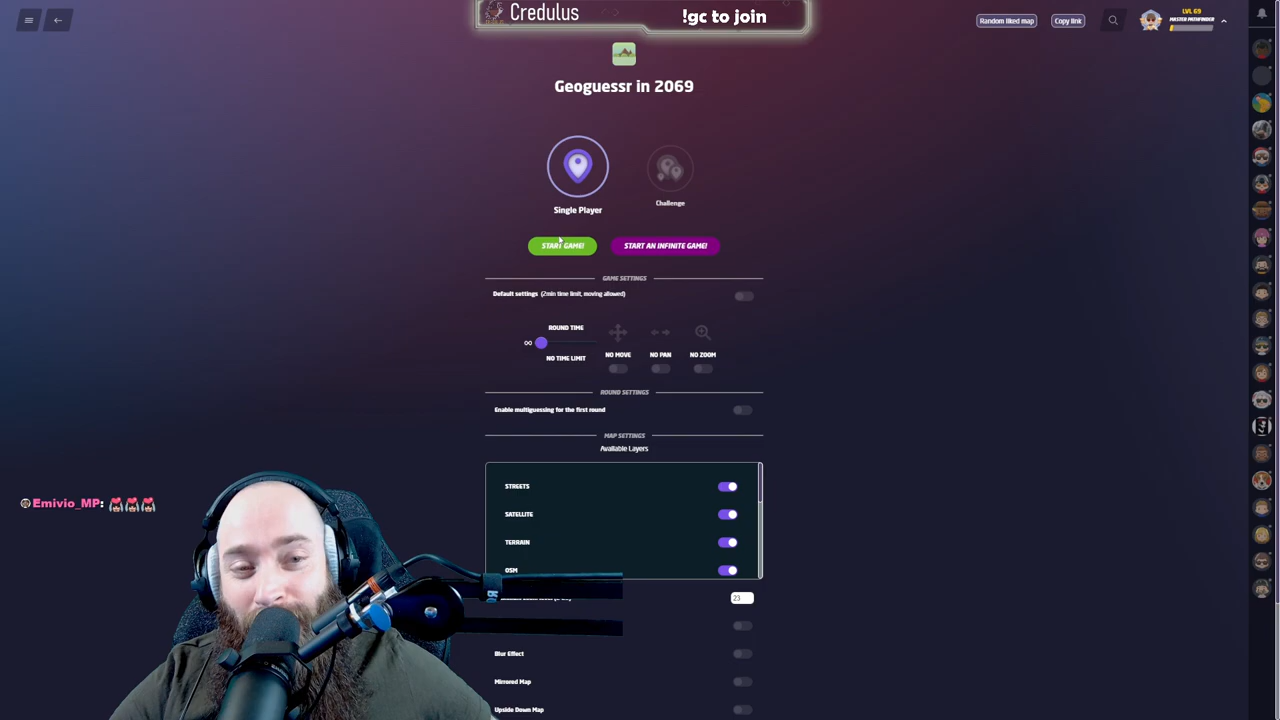 Credulus
!gc to join
Random liked map
Copy link
LVL 69
MASTER PATHFINDER
Geoguessr in 2069
Single Player
Challenge
START GAME!
START AN INFINITE GAME!
GAME SETTINGS
Default settings (2min time limit, moving allowed)
ROUND TIME
∞
NO TIME LIMIT
NO MOVE
NO PAN
NO ZOOM
ROUND SETTINGS
Enable multiguessing for the first round
MAP SETTINGS
Available Layers
STREETS
SATELLITE
TERRAIN
OSM
23
Emivio_MP:
Blur Effect
Mirrored Map
Upside Down Map